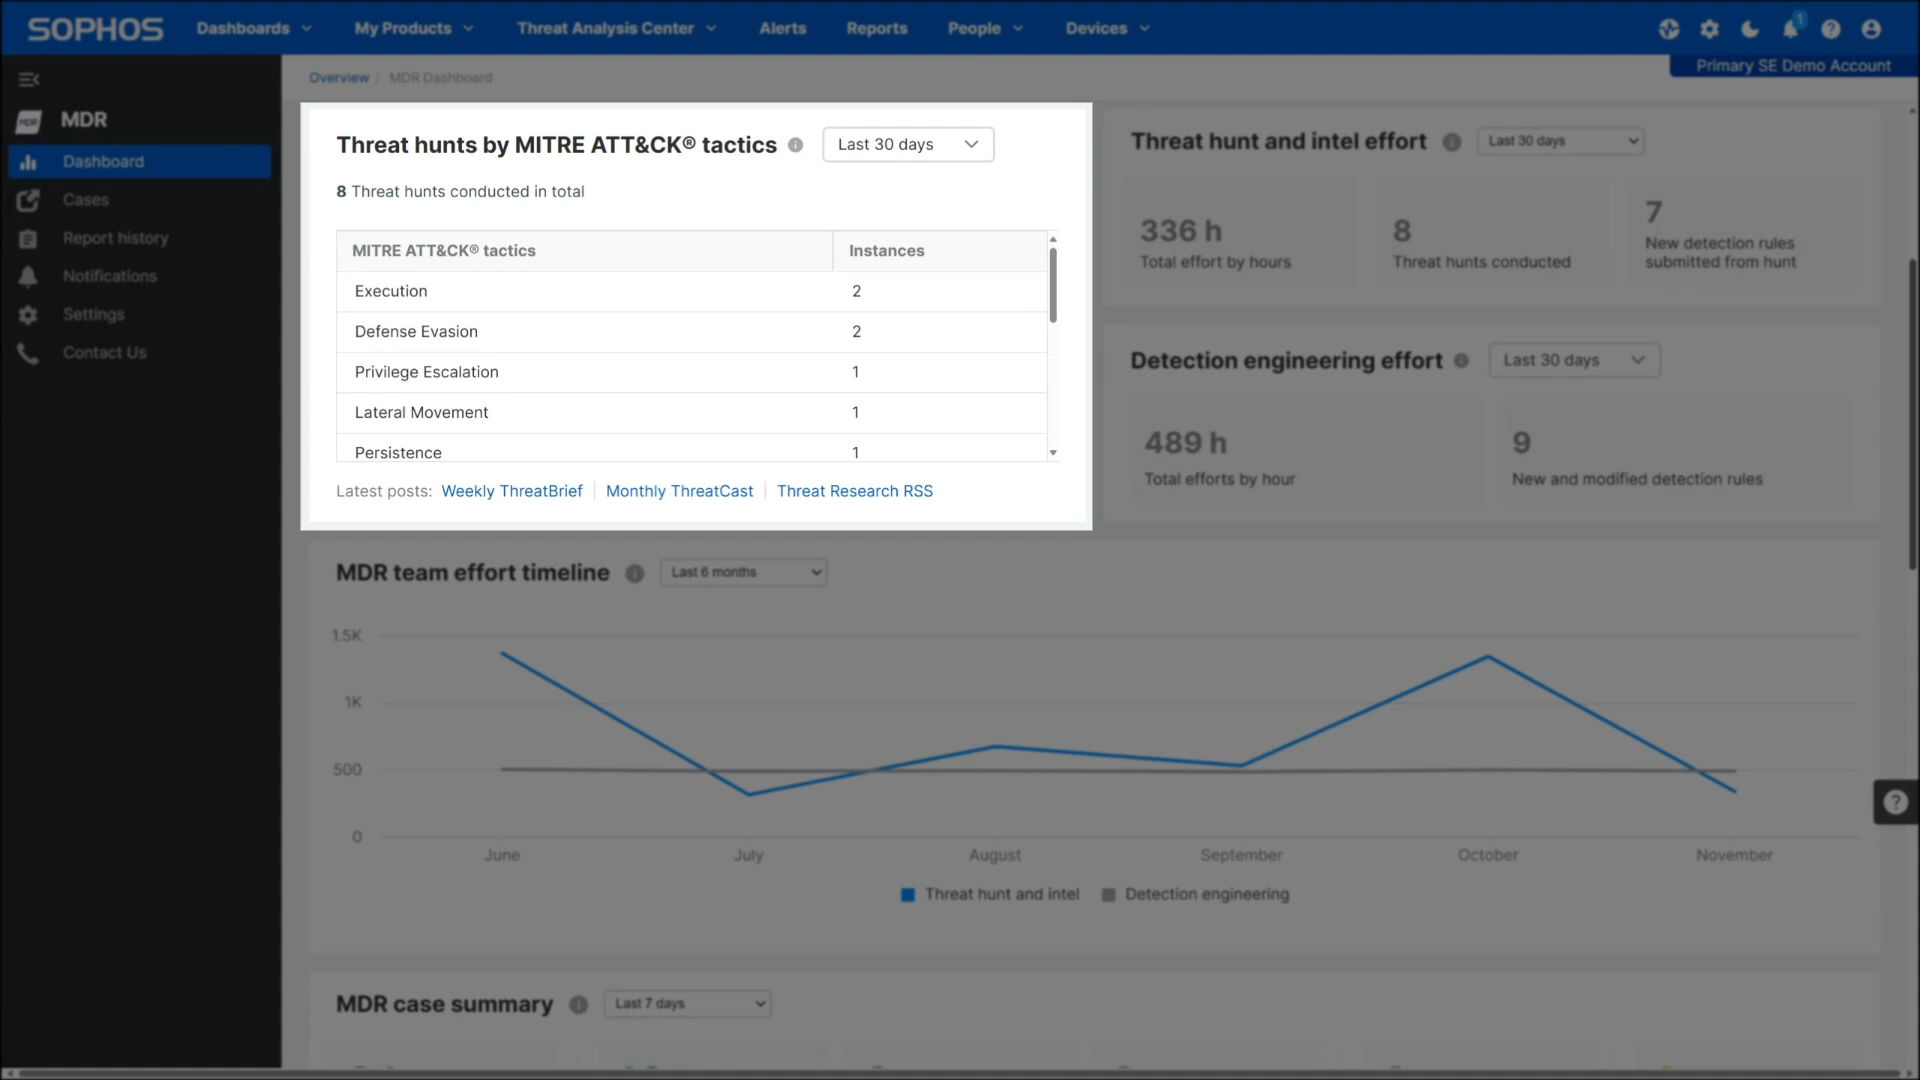 SOPHOS
Dashboards
My Products
Threat Analysis Center
Alerts
Reports
People
Devices
1
Primary SE Demo Account
Overview / MDR Dashboard
MDR
MDR
Dashboard
Cases
Report history
Notifications
Settings
Contact Us
Threat hunts by MITRE ATT&CK® tactics
Last 30 days
8 Threat hunts conducted in total
MITRE ATT&CK® tactics Instances
Execution 2
Defense Evasion 2
Privilege Escalation 1
Lateral Movement 1
Persistence 1
Latest posts: Weekly ThreatBrief Monthly ThreatCast Threat Research RSS
Threat hunt and intel effort
Last 30 days
336 h
Total effort by hours
8
Threat hunts conducted
7
New detection rules
submitted from hunt
Detection engineering effort
Last 30 days
489 h
Total efforts by hour
9
New and modified detection rules
MDR team effort timeline
Last 6 months
1.5K
1K
500
0
June July August September October November
Threat hunt and intel Detection engineering
MDR case summary
Last 7 days